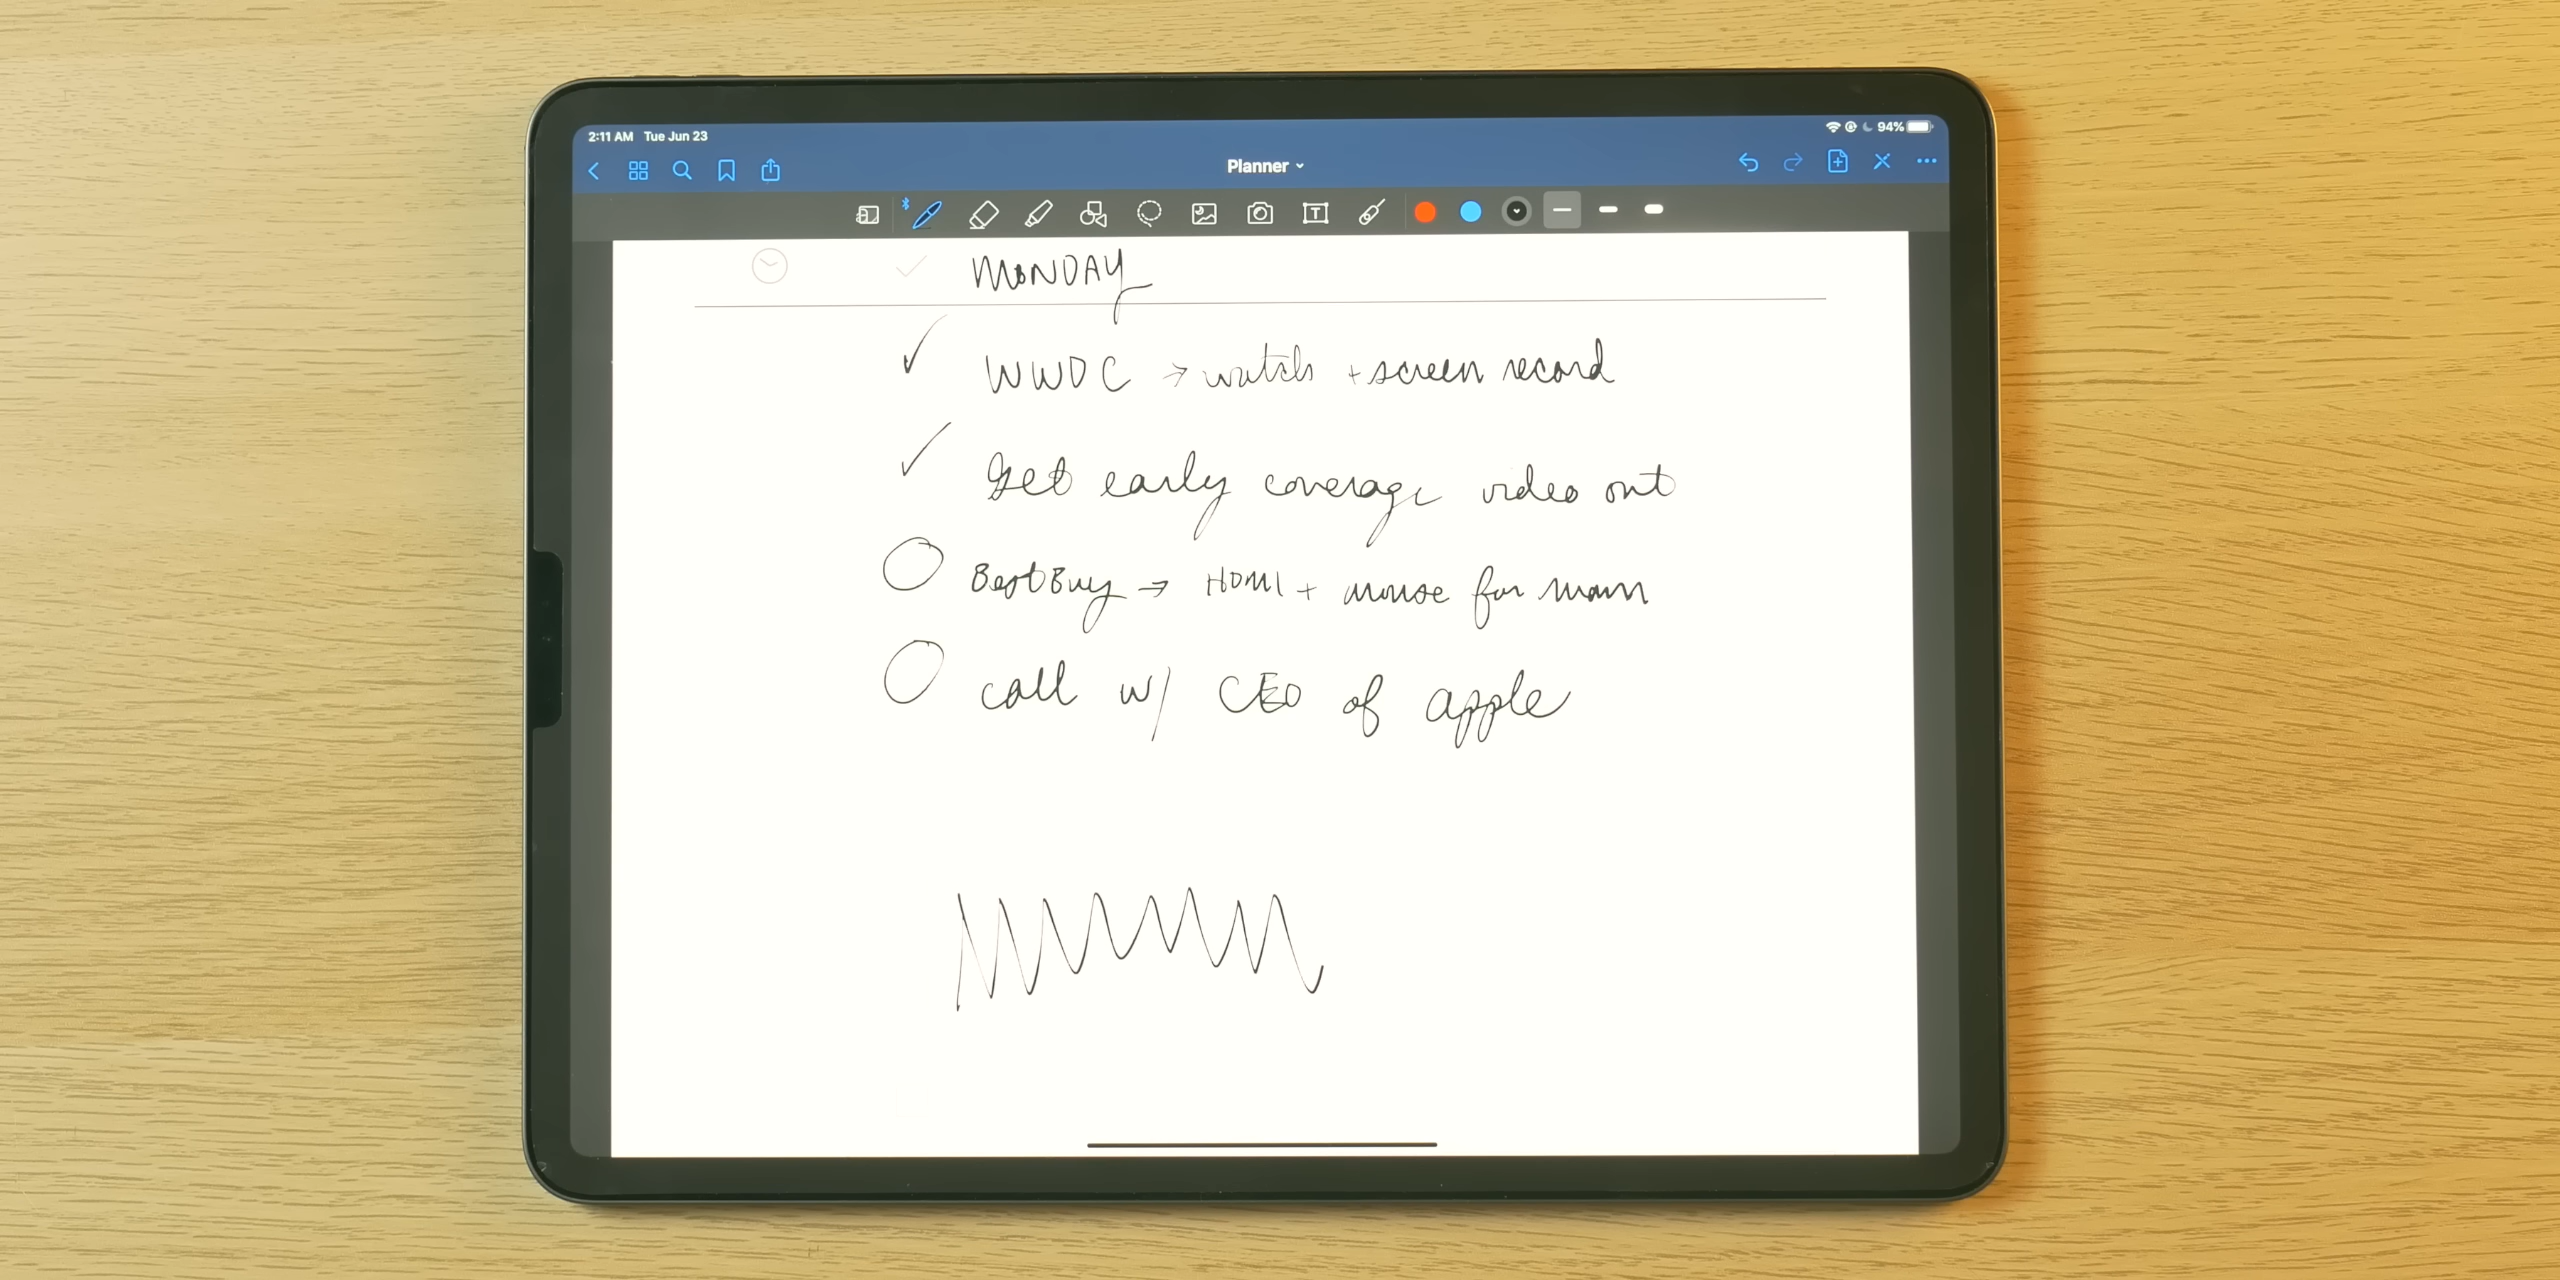 2:11 AM Tue Jun 23
94%
Planner
T
MONDAY
WWDC → watch + screen record
Get early coverage video out
BestBuy → HDMI + mouse for mom
call w/ CEO of apple